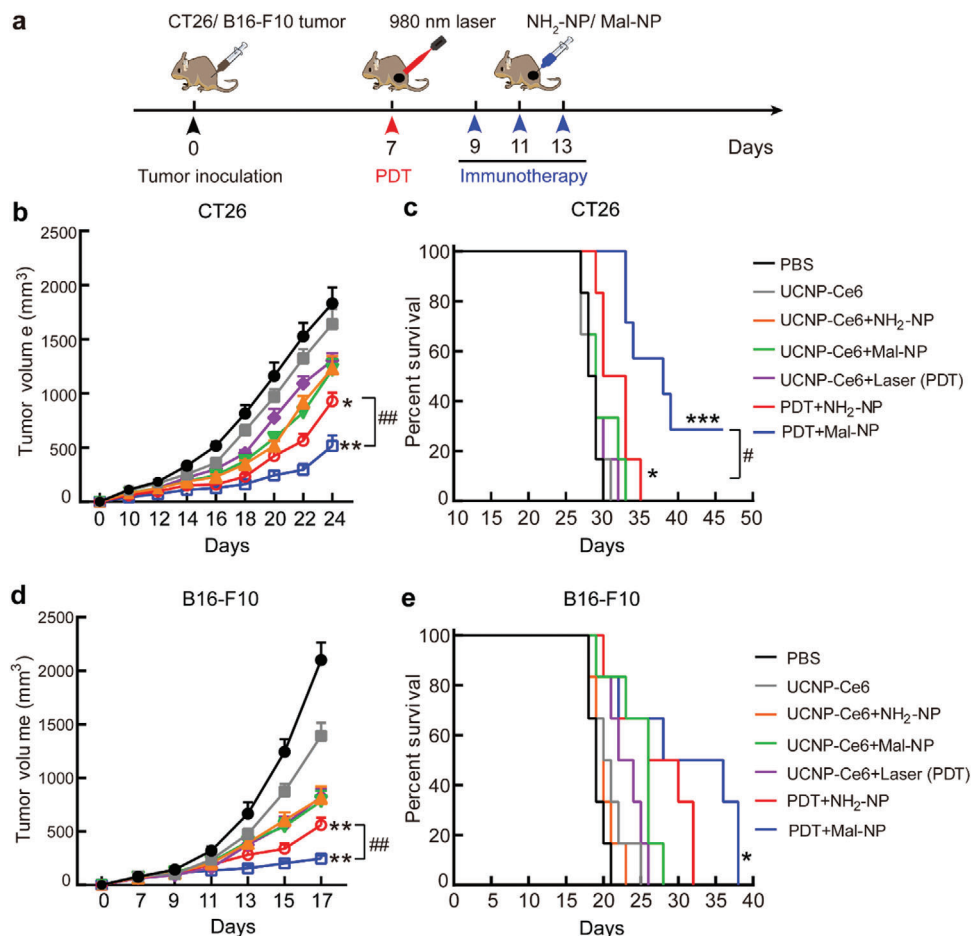 a
CT26/ B16-F10 tumor
980 nm laser
NH₂-NP/ Mal-NP
0
7
9
11
13
Days
Tumor inoculation
PDT
Immunotherapy
b
CT26
Tumor volum e (mm³)
2500
2000
1500
1000
500
0
0 10 12 14 16 18 20 22 24
Days
*
**
##
c
CT26
Percent survival
100
80
60
40
20
0
10 15 20 25 30 35 40 45 50
Days
*
***
#
PBS
UCNP-Ce6
UCNP-Ce6+NH₂-NP
UCNP-Ce6+Mal-NP
UCNP-Ce6+Laser (PDT)
PDT+NH₂-NP
PDT+Mal-NP
d
B16-F10
Tumor volume (mm³)
2500
2000
1500
1000
500
0
0 7 9 11 13 15 17
Days
**
**
##
e
B16-F10
Percent survival
100
80
60
40
20
0
0 5 10 15 20 25 30 35 40
Days
*
PBS
UCNP-Ce6
UCNP-Ce6+NH₂-NP
UCNP-Ce6+Mal-NP
UCNP-Ce6+Laser (PDT)
PDT+NH₂-NP
PDT+Mal-NP